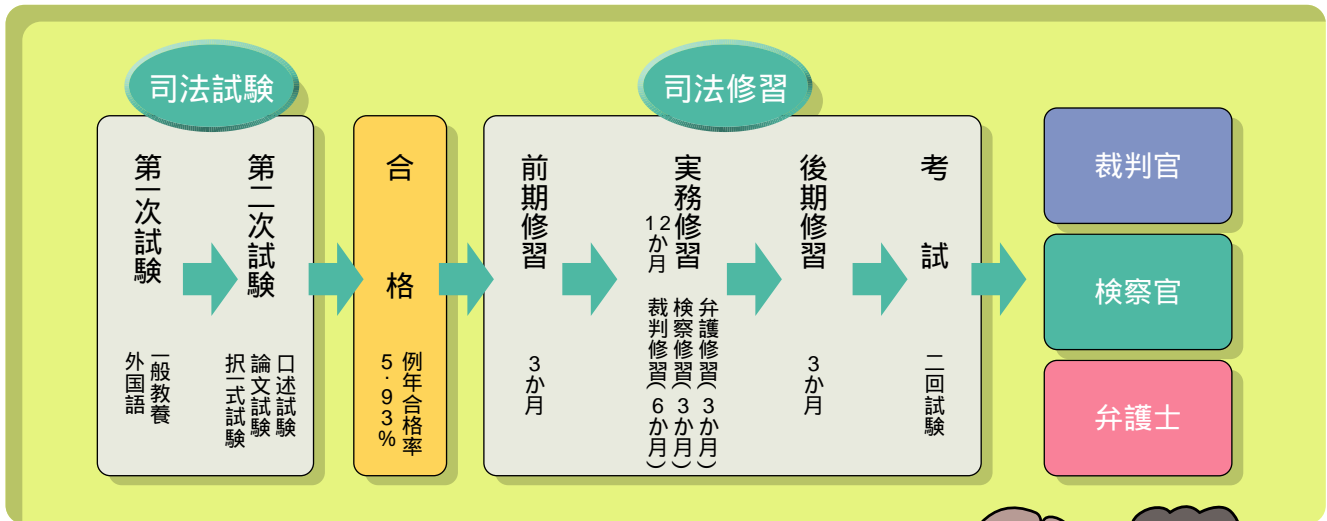 司法試験
第一次試験
一般教養
外国語
第二次試験
口述試験
論文試験
択一式試験
合格
例年合格率
5.93%
司法修習
前期修習
3か月
実務修習
12か月
弁護修習(3か月)
検察修習(3か月)
裁判修習(6か月)
後期修習
3か月
考試
二回試験
裁判官
検察官
弁護士